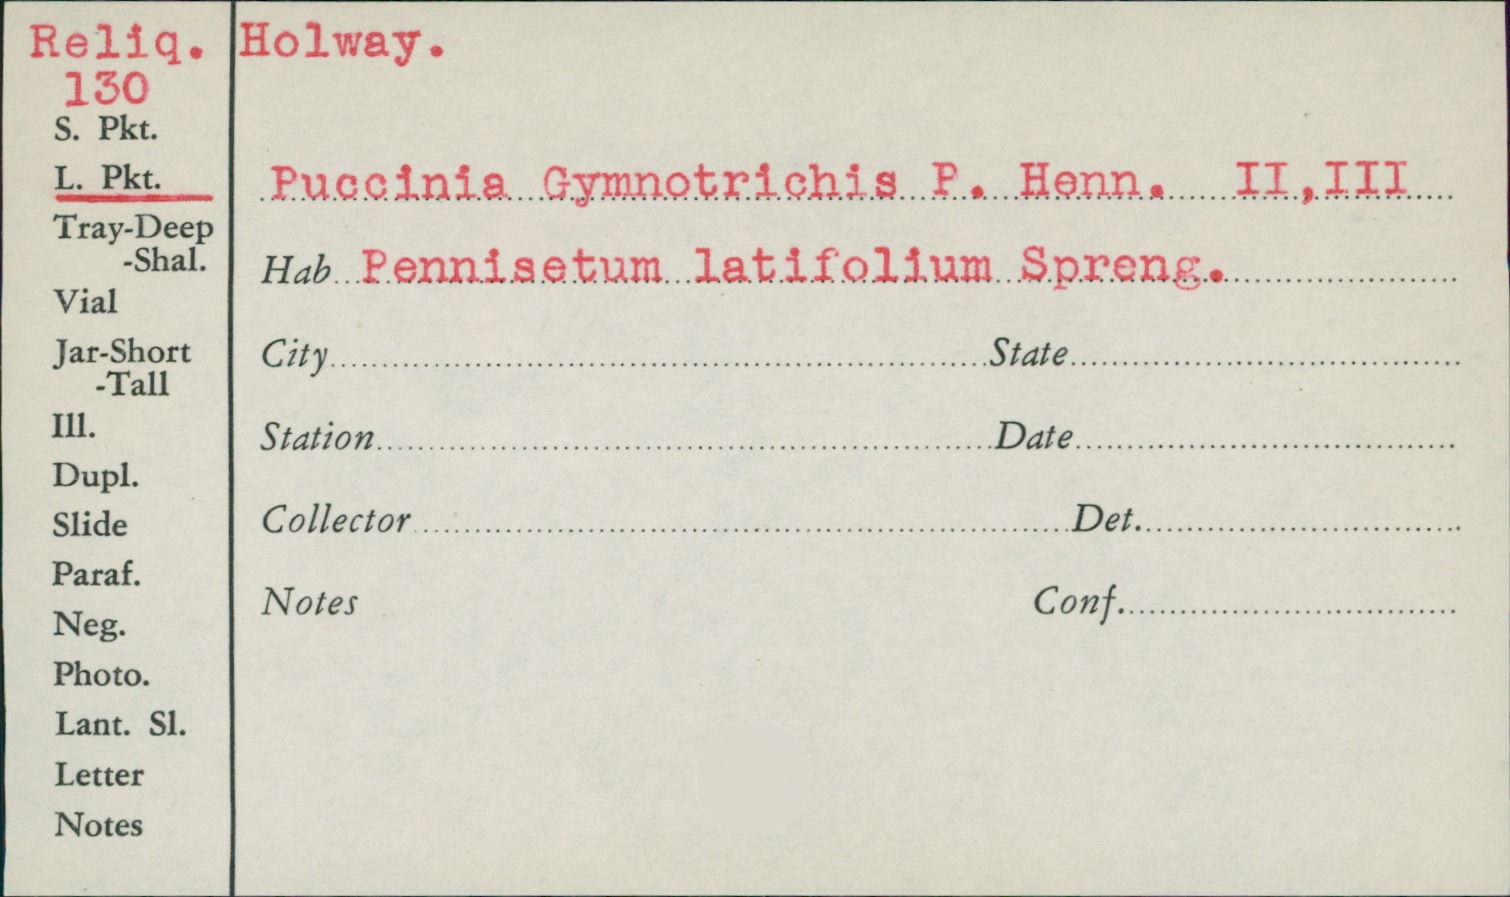 Reliq. Holway.
130
S. Pkt.
L. Pkt.
Tray-Deep
-Shal.
Vial
Jar-Short
-Tall
Ill.
Dupl.
Slide
Paraf.
Neg.
Photo.
Lant. Sl.
Letter
Notes
Puccinia Gymnotrichis P. Henn. II,III
Hab Pennisetum latifolium Spreng.
City State
Station Date
Collector Det.
Notes Conf.